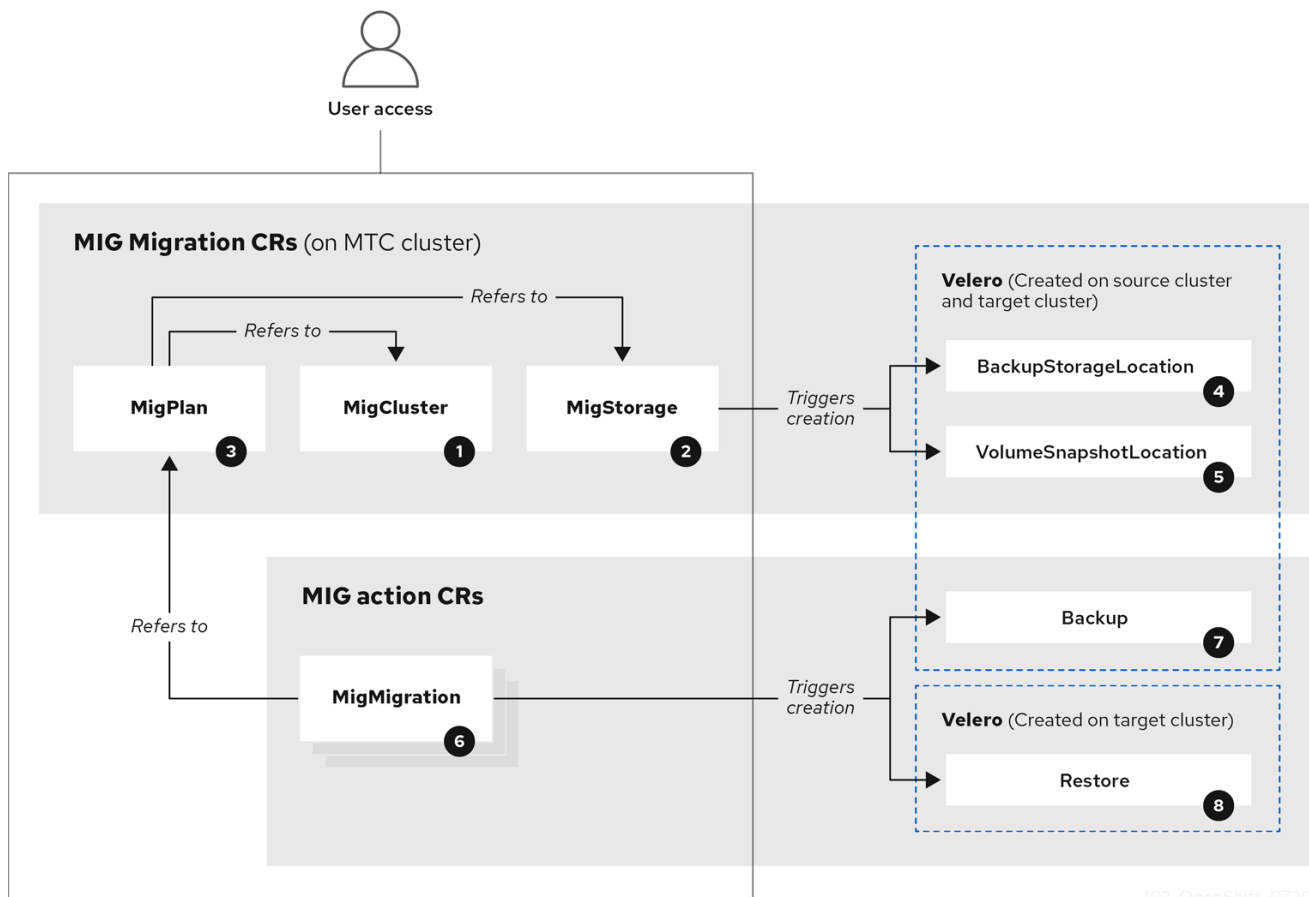 User access
MIG Migration CRs (on MTC cluster)
Refers to
Refers to
MigPlan
3
MigCluster
1
MigStorage
2
Triggers
creation
Velero (Created on source cluster
and target cluster)
BackupStorageLocation
4
VolumeSnapshotLocation
5
MIG action CRs
Refers to
MigMigration
6
Triggers
creation
Backup
7
Velero (Created on target cluster)
Restore
8